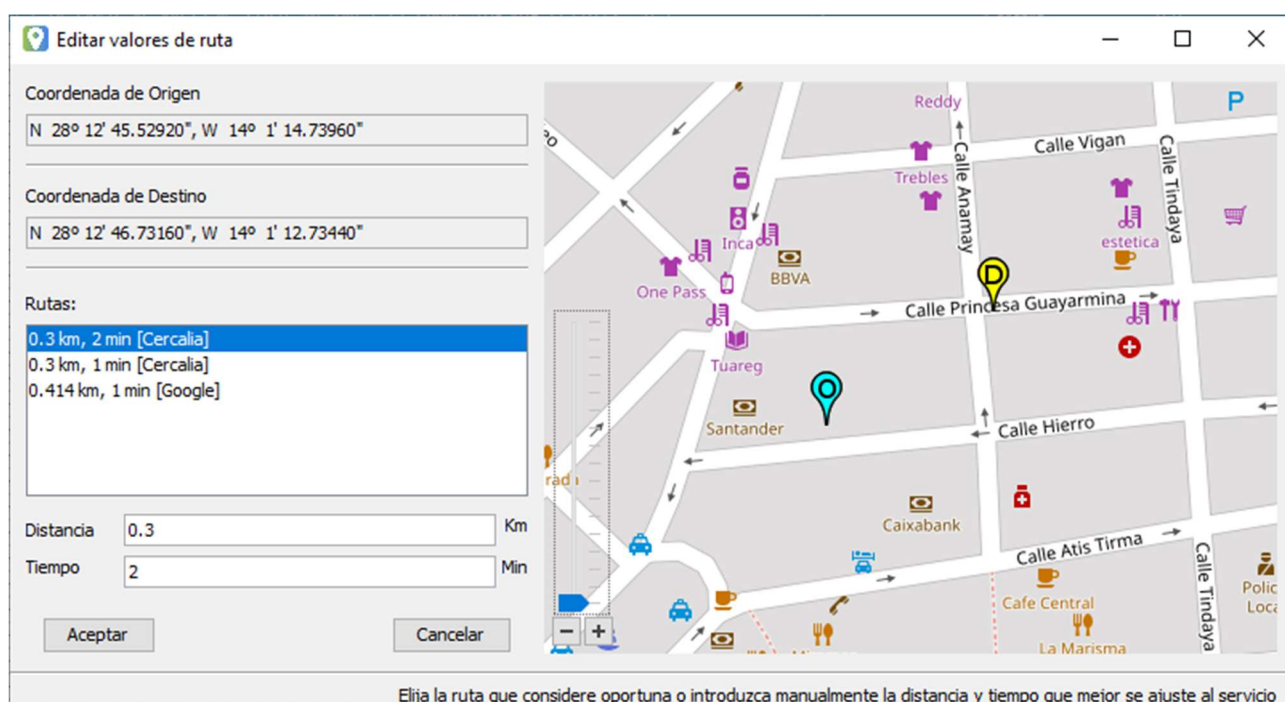 Editar valores de ruta
Coordenada de Origen
N 28º 12' 45.52920", W 14º 1' 14.73960"
Coordenada de Destino
N 28º 12' 46.73160", W 14º 1' 12.73440"
Rutas:
0.3 km, 2 min [Cercalia]
0.3 km, 1 min [Cercalia]
0.414 km, 1 min [Google]
Distancia 0.3 Km
Tiempo 2 Min
Aceptar Cancelar
Reddy
P
Calle Vigan
Trebles
Calle Anamay
Calle Tindaya
Inca
estetica
BBVA
One Pass
D
Calle Princesa Guayarmina
Tuareg
O
Santander
Calle Hierro
Caixabank
Calle Atis Tirma
Calle Tindaya
Cafe Central
La Marisma
Elija la ruta que considere oportuna o introduzca manualmente la distancia y tiempo que mejor se ajuste al servicio